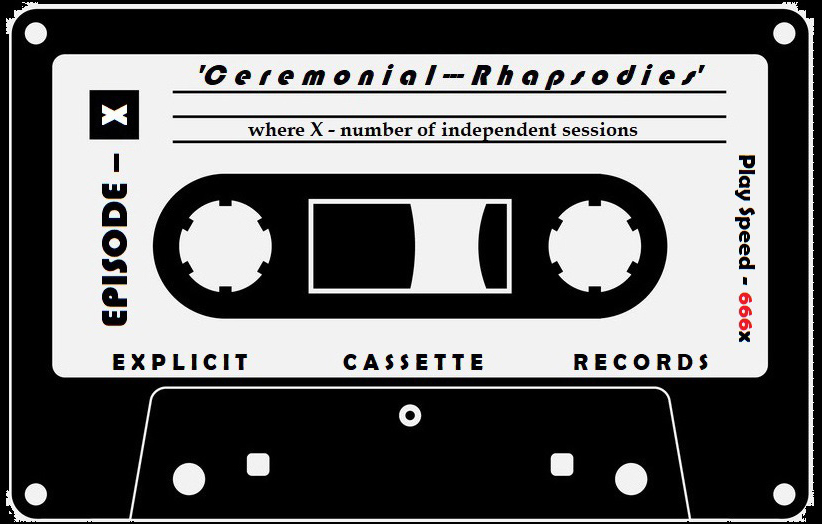 'Ceremonial---Rhapsodies'
where X - number of independent sessions
EPISODE - X
Play Speed - 666x
EXPLICIT CASSETTE RECORDS